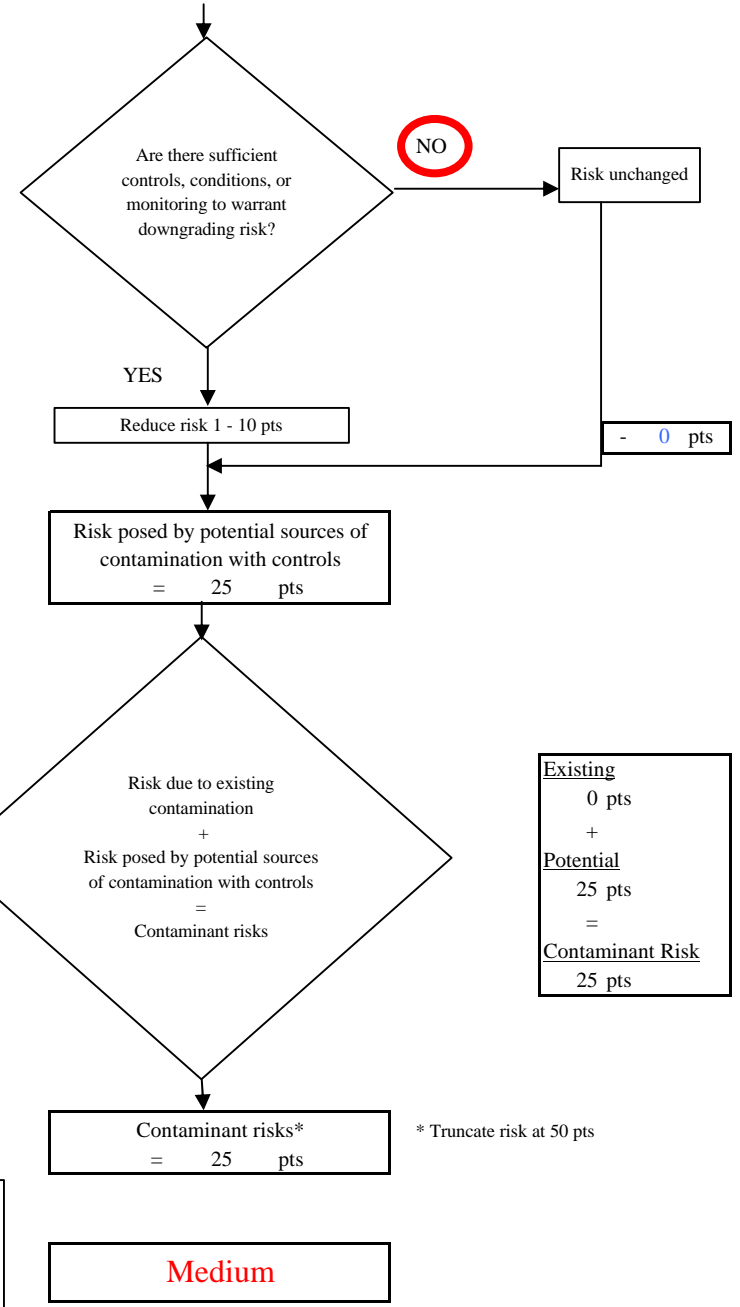 Are there sufficient
controls, conditions, or
monitoring to warrant
downgrading risk?
NO
Risk unchanged
YES
Reduce risk 1 - 10 pts
- 0 pts
Risk posed by potential sources of
contamination with controls
= 25 pts
Risk due to existing
contamination
+
Risk posed by potential sources
of contamination with controls
=
Contaminant risks
Existing
0 pts
+
Potential
25 pts
=
Contaminant Risk
25 pts
Contaminant risks*
= 25 pts
* Truncate risk at 50 pts
Medium